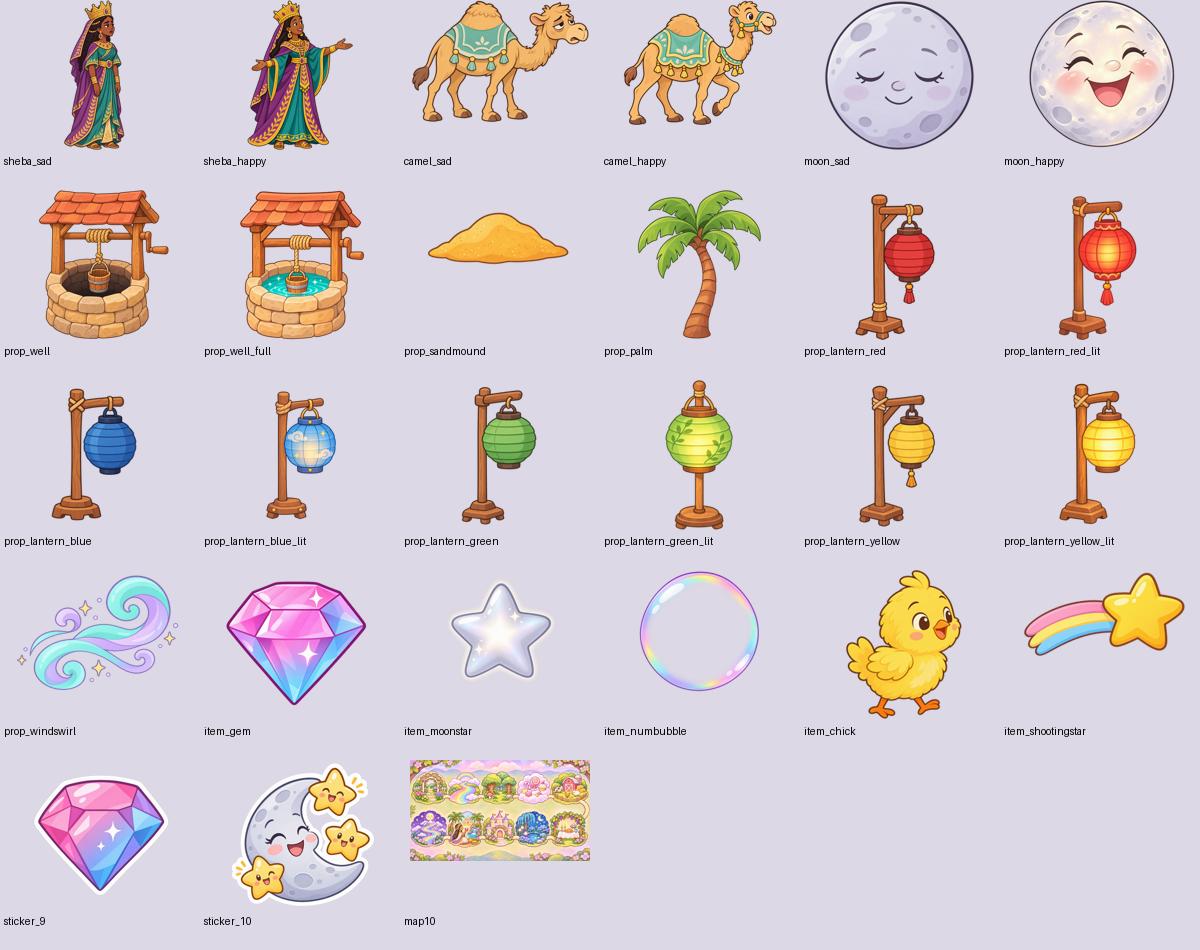 sheba_sad
sheba_happy
camel_sad
camel_happy
moon_sad
moon_happy
prop_well
prop_well_full
prop_sandmound
prop_palm
prop_lantern_red
prop_lantern_red_lit
prop_lantern_blue
prop_lantern_blue_lit
prop_lantern_green
prop_lantern_green_lit
prop_lantern_yellow
prop_lantern_yellow_lit
prop_windswirl
item_gem
item_moonstar
item_numbubble
item_chick
item_shootingstar
sticker_9
sticker_10
map10